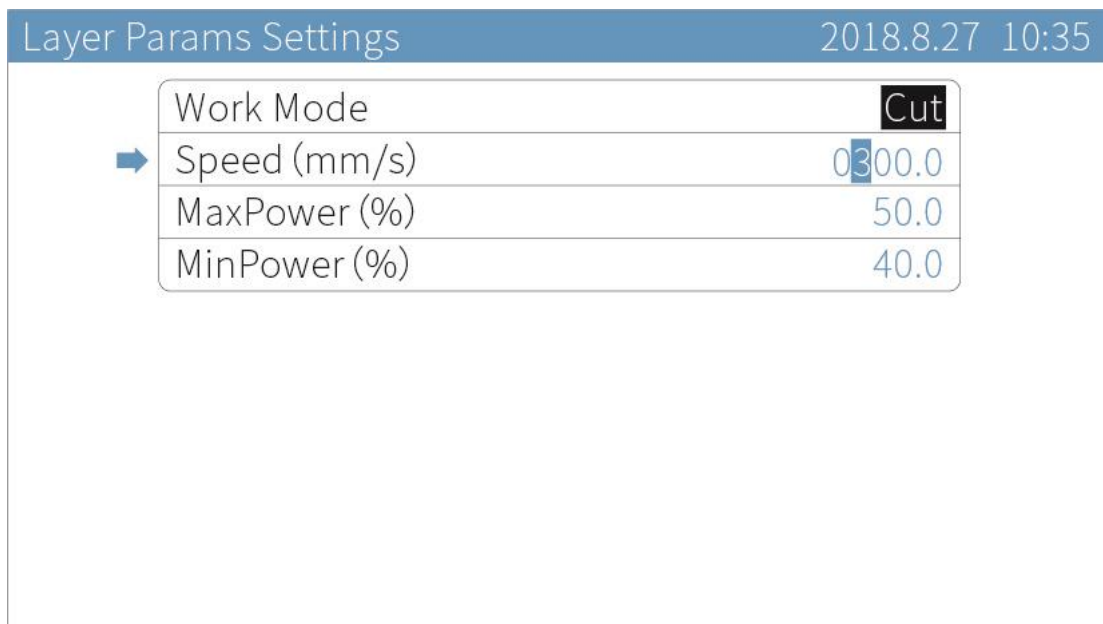 Layer Params Settings 2018.8.27 10:35
Work Mode Cut
Speed (mm/s) 0300.0
MaxPower (%) 50.0
MinPower (%) 40.0